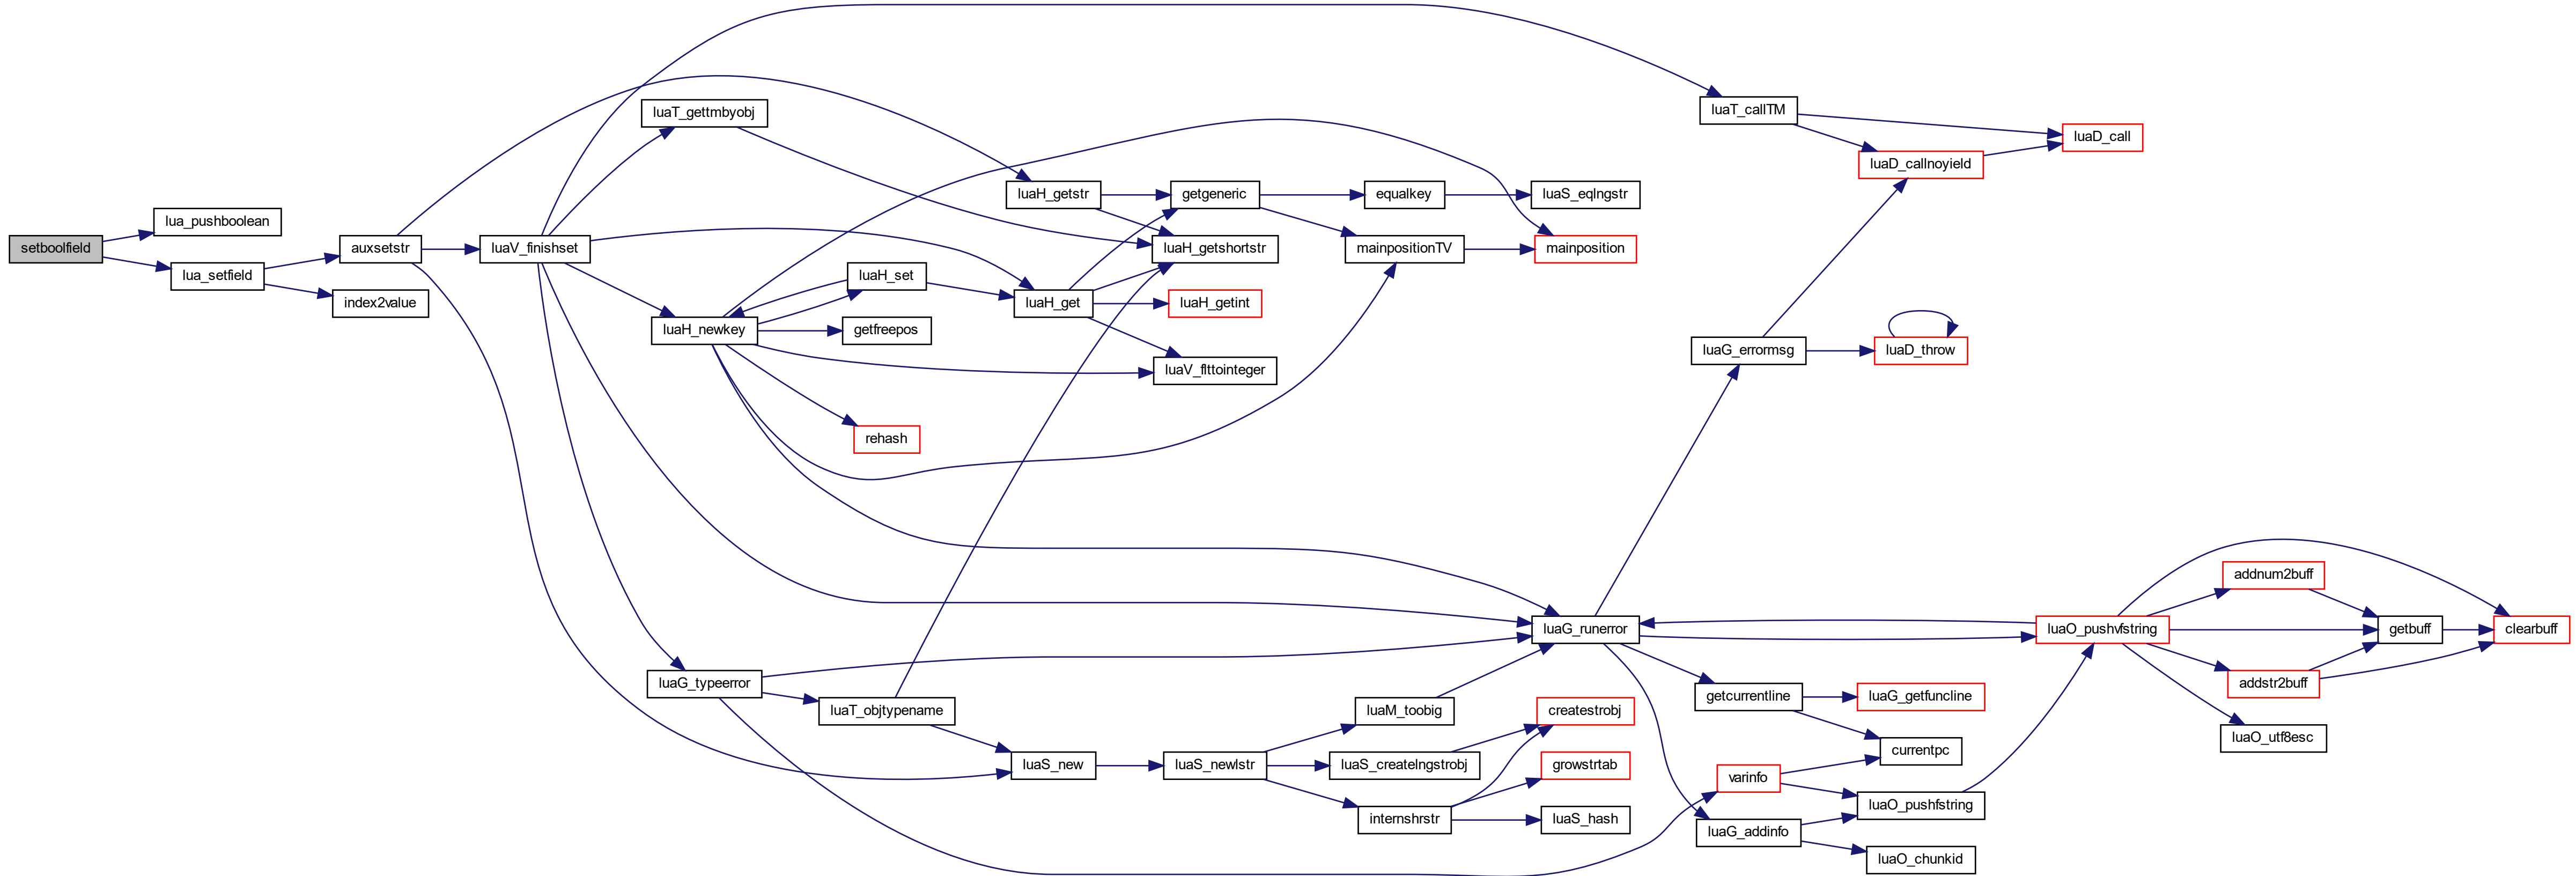 setboolfield
lua_pushboolean
lua_setfield
auxsetstr
index2value
luaV_finishset
luaT_gettmbyobj
luaH_newkey
luaH_set
getfreepos
rehash
luaG_typeerror
luaT_objtypename
luaH_getstr
luaH_get
getgeneric
luaH_getshortstr
luaH_getint
luaV_flttointeger
equalkey
mainpositionTV
luaS_eqlngstr
mainposition
luaS_new
luaS_newlstr
luaM_toobig
luaS_createlngstrobj
internshrstr
createstrobj
growstrtab
luaS_hash
luaG_runerror
luaT_callTM
luaD_callnoyield
luaD_call
luaG_errormsg
luaD_throw
getcurrentline
luaG_getfuncline
currentpc
varinfo
luaG_addinfo
luaO_pushfstring
luaO_chunkid
luaO_pushvfstring
addnum2buff
getbuff
clearbuff
addstr2buff
luaO_utf8esc